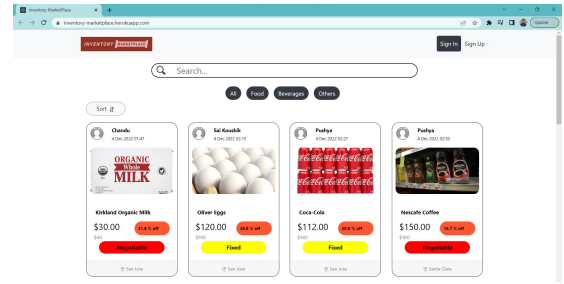 Inventory MarketPlace
inventory-marketplace.herokuapp.com
Update
INVENTORY MARKETPLACE
Sign In Sign Up
Search...
All Food Beverages Others
Sort
Chandu
4 Dec 2022 01:47
Sai Koushik
4 Dec 2022 02:15
Pushya
4 Dec 2022 02:27
Pushya
4 Dec 2022 02:30
ORGANIC
Whole
MILK
Kirkland Organic Milk
Oliver Eggs
Coca-Cola
Nescafe Coffee
$30.00
31.8 % off
$44
$120.00
38.8 % off
$196
$112.00
20.0 % off
$140
$150.00
16.7 % off
$180
Negotiable
Fixed
Fixed
Negotiable
San Jose
San Jose
San Jose
Santa Clara